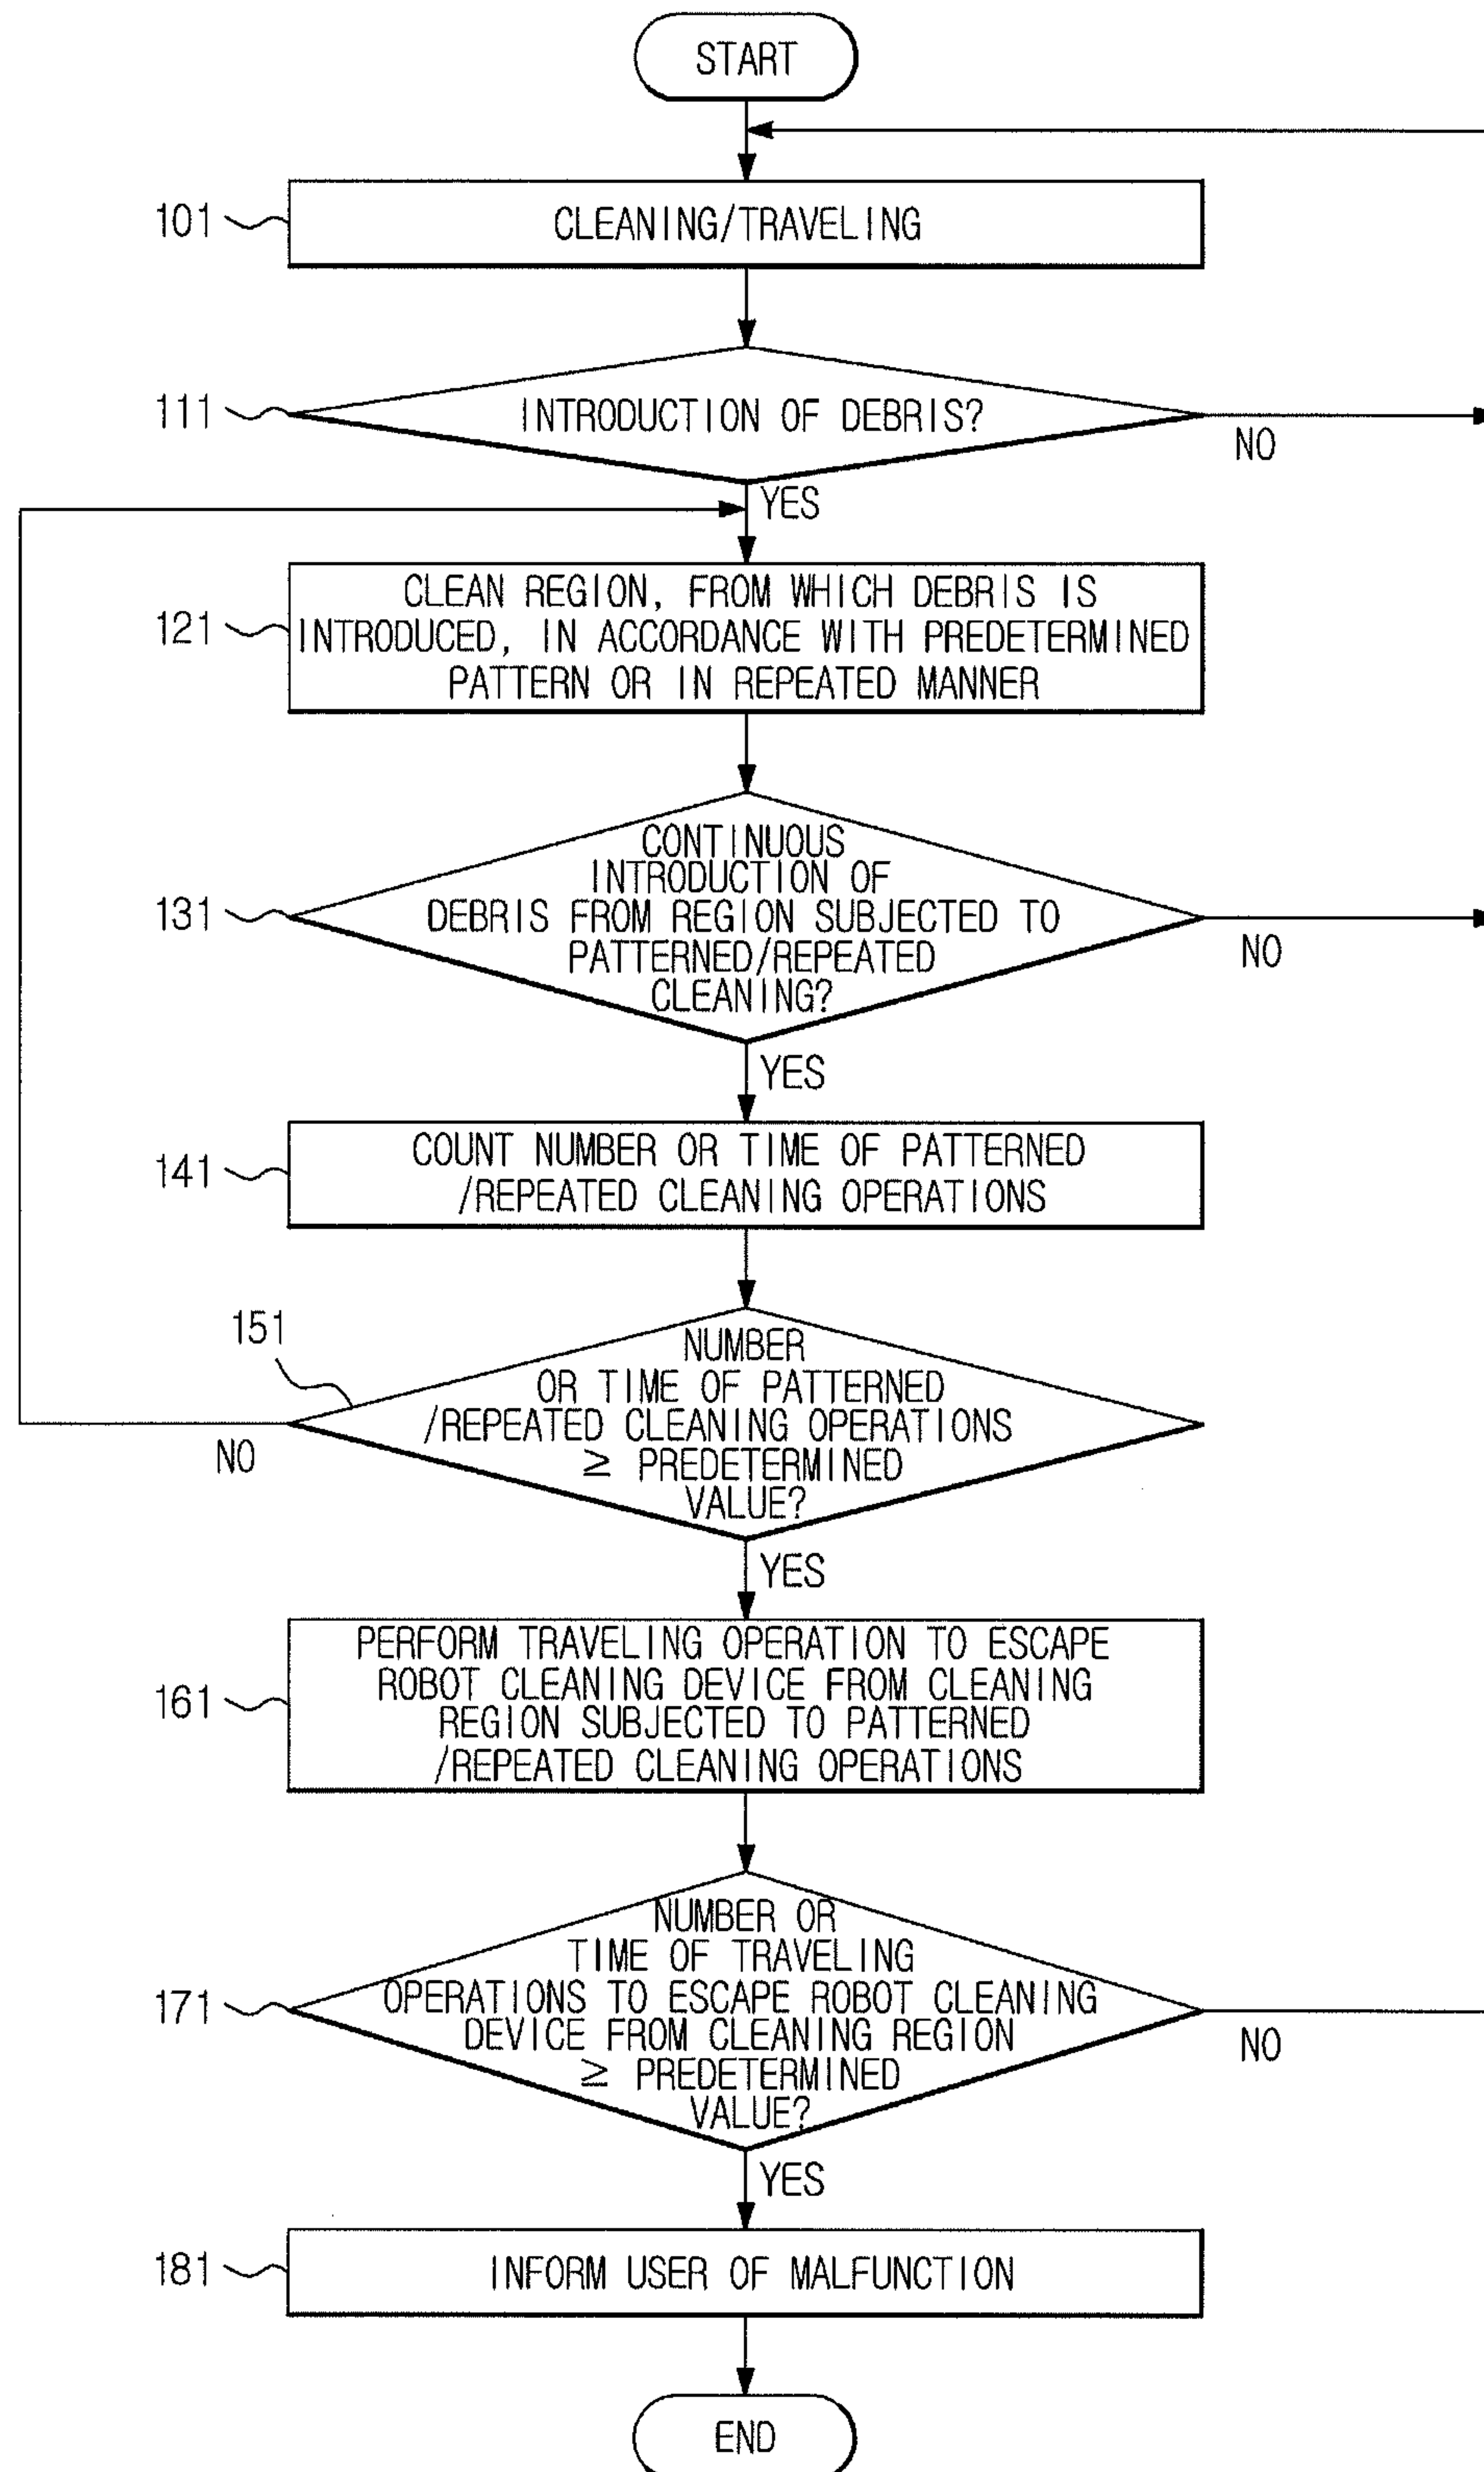 START
101
CLEANING/TRAVELING
111
INTRODUCTION OF DEBRIS?
NO
YES
121
CLEAN REGION, FROM WHICH DEBRIS IS
INTRODUCED, IN ACCORDANCE WITH PREDETERMINED
PATTERN OR IN REPEATED MANNER
131
CONTINUOUS
INTRODUCTION OF
DEBRIS FROM REGION SUBJECTED TO
PATTERNED/REPEATED
CLEANING?
NO
YES
141
COUNT NUMBER OR TIME OF PATTERNED
/REPEATED CLEANING OPERATIONS
151
NUMBER
OR TIME OF PATTERNED
/REPEATED CLEANING OPERATIONS
≥ PREDETERMINED
VALUE?
NO
YES
161
PERFORM TRAVELING OPERATION TO ESCAPE
ROBOT CLEANING DEVICE FROM CLEANING
REGION SUBJECTED TO PATTERNED
/REPEATED CLEANING OPERATIONS
171
NUMBER OR
TIME OF TRAVELING
OPERATIONS TO ESCAPE ROBOT CLEANING
DEVICE FROM CLEANING REGION
≥ PREDETERMINED
VALUE?
NO
YES
181
INFORM USER OF MALFUNCTION
END